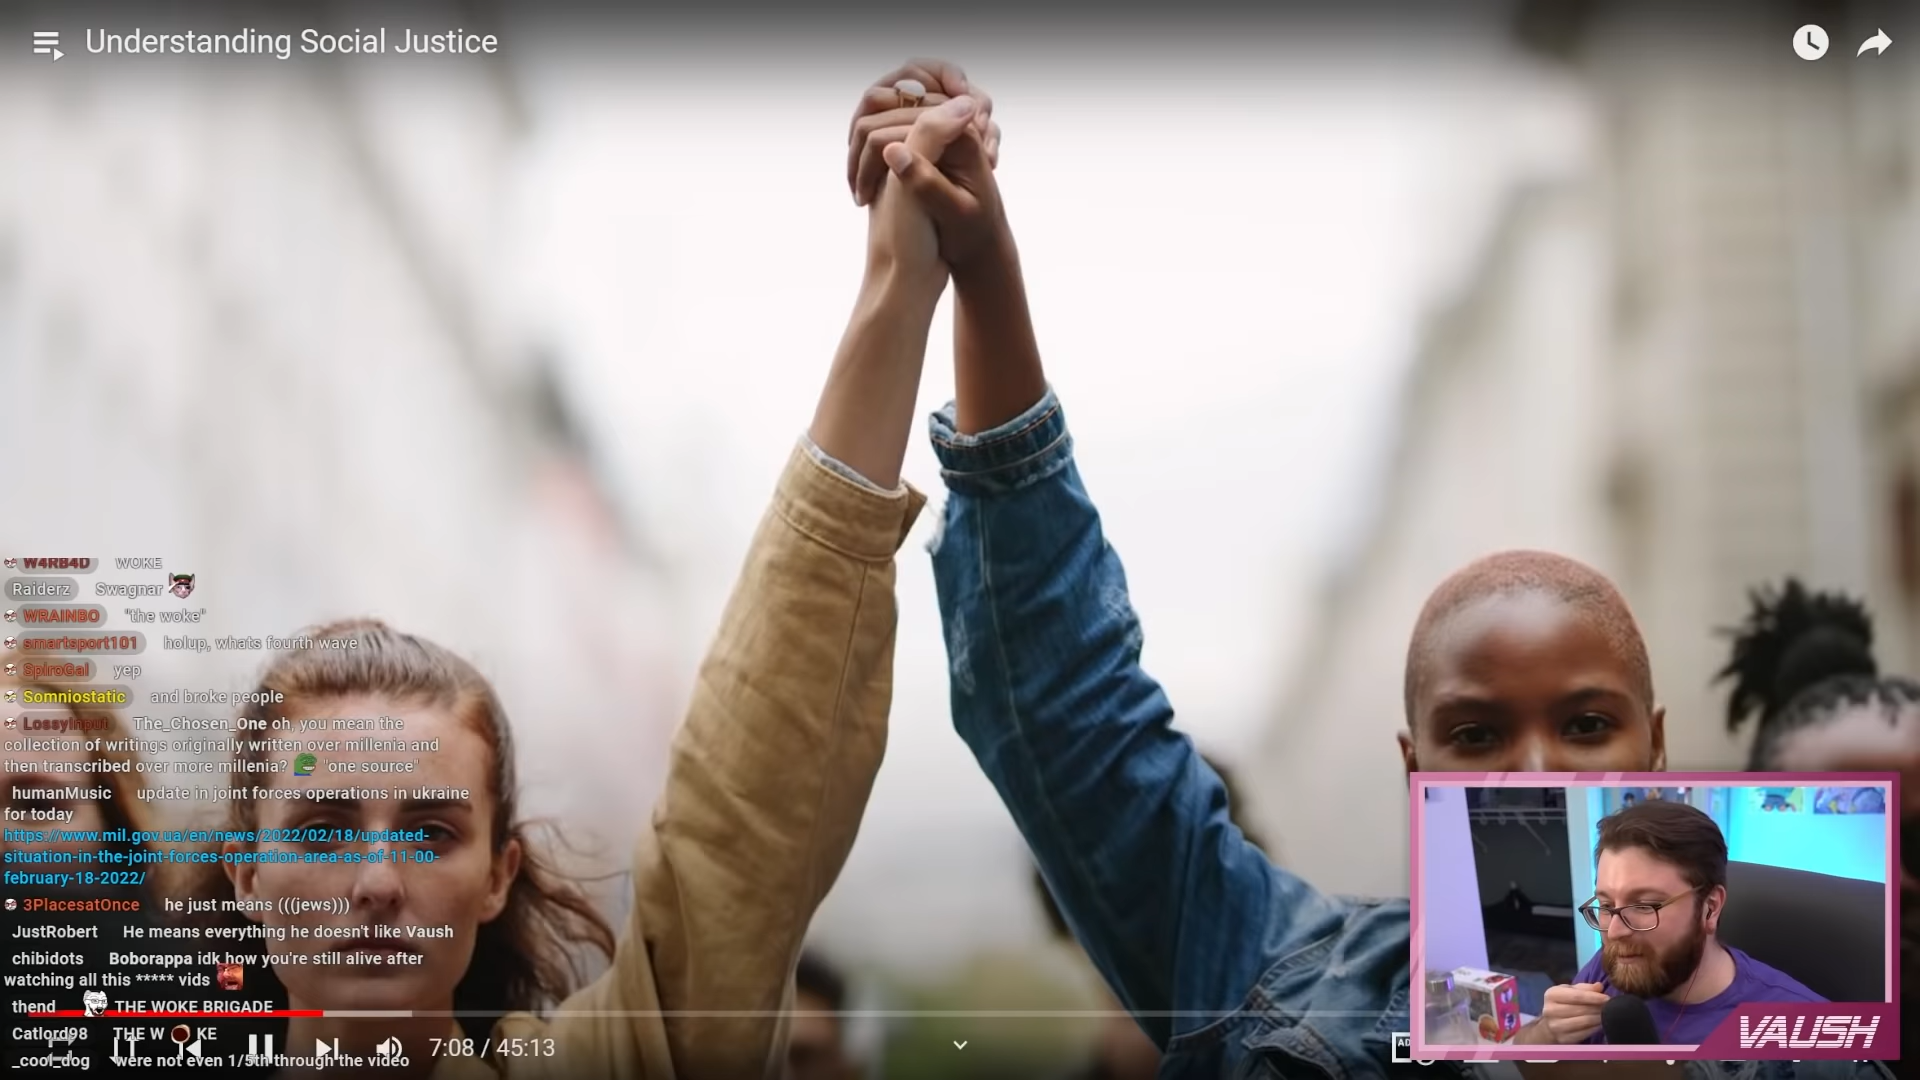 Understanding Social Justice
W4RB4D WOKE
Raiderz Swagnar
WRAINBO "the woke"
smartsport101 holup, whats fourth wave
SpiroGal yep
Somniostatic and broke people
LossyInput The_Chosen_One oh, you mean the
collection of writings originally written over millenia and
then transcribed over more millenia? "one source"
humanMusic update in joint forces operations in ukraine
for today
https://www.mil.gov.ua/en/news/2022/02/18/updated-
situation-in-the-joint-forces-operation-area-as-of-11-00-
february-18-2022/
3PlacesatOnce he just means (((jews)))
JustRobert He means everything he doesn't like Vaush
chibidots Boborappa idk how you're still alive after
watching all this ***** vids
thend THE WOKE BRIGADE
Catlord98 THE W KE
_cool_dog were not even 1/5th through the video
7:08 / 45:13
VAUSH